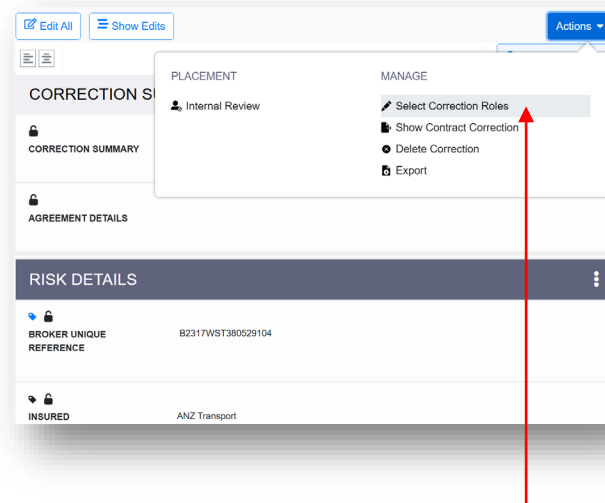 Edit All
Show Edits
Actions
PLACEMENT
MANAGE
Internal Review
Select Correction Roles
Show Contract Correction
Delete Correction
Export
CORRECTION
CORRECTION SUMMARY
AGREEMENT DETAILS
RISK DETAILS
BROKER UNIQUE
REFERENCE
B2317WST380529104
INSURED
ANZ Transport